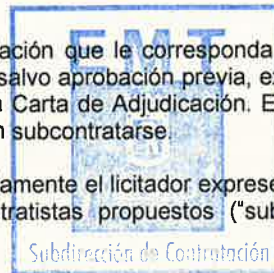 ación que le corresponda
salvo aprobación previa, e
a Carta de Adjudicación. E
n subcontratarse.
amente el licitador exprese
tratistas propuestos ("sub
EMT
Subdirección de Contratación